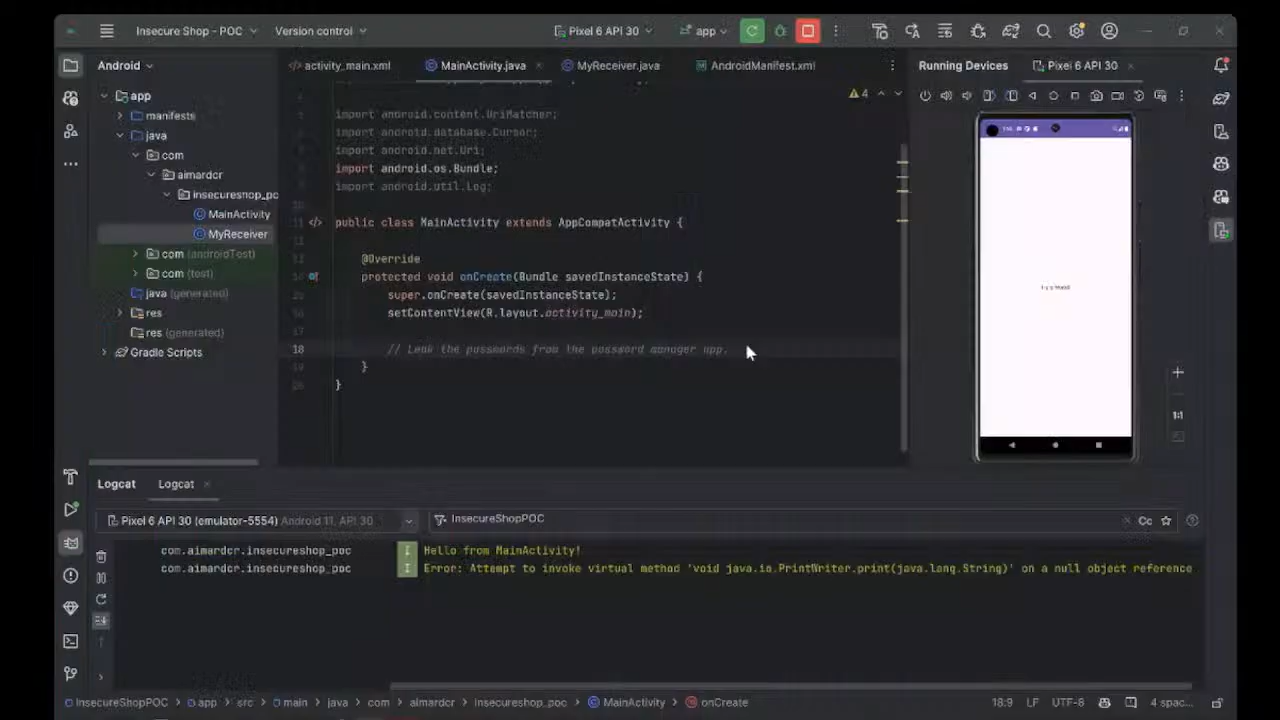 Insecure Shop - POC
Version control
Pixel 6 API 30
app
Android
activity_main.xml
MainActivity.java
MyReceiver.java
AndroidManifest.xml
Running Devices
Pixel 6 API 30
app
manifests
java
com
aimardcr
insecureshop_po
MainActivity
MyReceiver
com (androidTest)
com (test)
java (generated)
res
res (generated)
Gradle Scripts
4
import android.content.UriMatcher;
import android.database.Cursor;
import android.net.Uri;
import android.os.Bundle;
import android.util.Log;
public class MainActivity extends AppCompatActivity {
@Override
protected void onCreate(Bundle savedInstanceState) {
super.onCreate(savedInstanceState);
setContentView(R.layout.activity_main);
18 // Leak the passwords from the password manager app.
}
}
1:1
Logcat
Logcat
Pixel 6 API 30 (emulator-5554) Android 11, API 30
InsecureShopPOC
Cc
com.aimardcr.insecureshop_poc I Hello from MainActivity!
com.aimardcr.insecureshop_poc I Error: Attempt to invoke virtual method 'void java.io.PrintWriter.print(java.lang.String)' on a null object reference
InsecureShopPOC > app > src > main > java > com > aimardcr > insecureshop_poc > MainActivity > onCreate
18:9 LF UTF-8 4 spac...